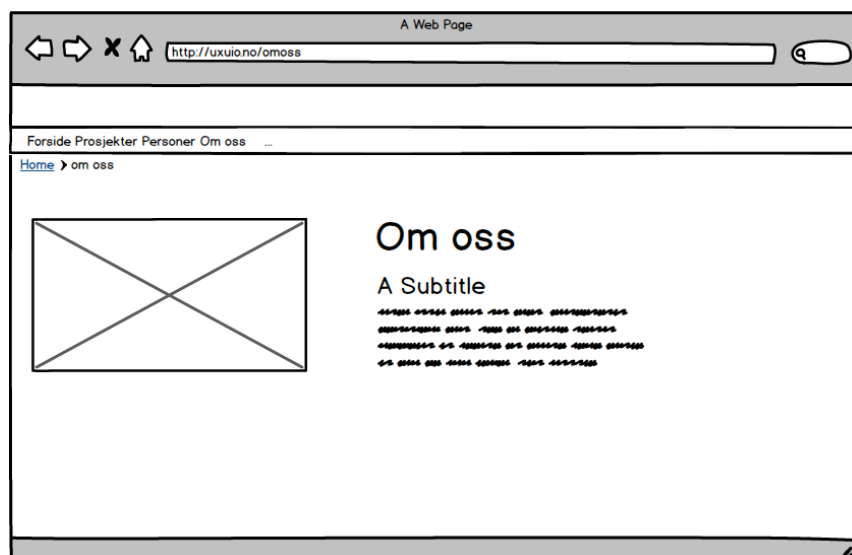 A Web Page
http://uxuio.no/omoss
Forside Prosjekter Personer Om oss ...
Home > om oss
Om oss
A Subtitle